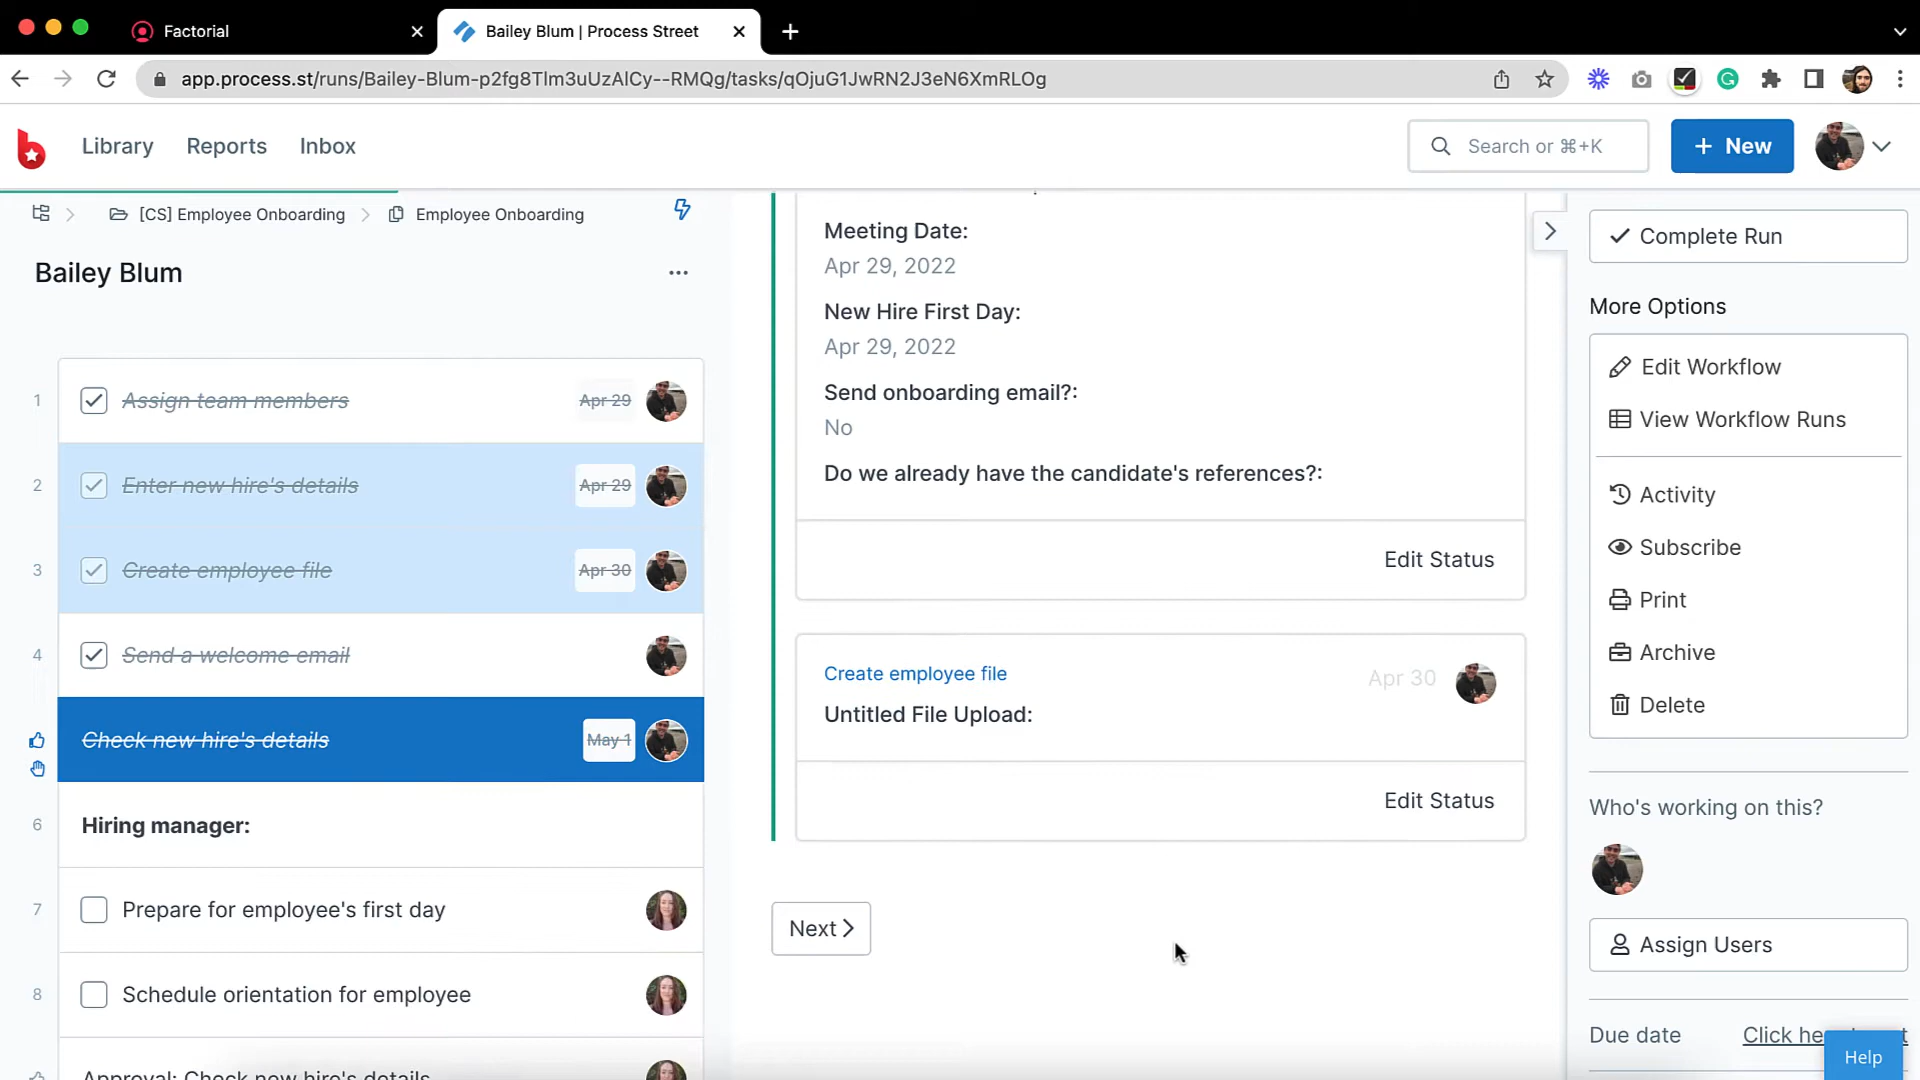 Factorial
Bailey Blum | Process Street
app.process.st/runs/Bailey-Blum-p2fg8Tlm3uUzAlCy--RMQg/tasks/qOjuG1JwRN2J3eN6XmRLOg
Library Reports Inbox
Search or ⌘+K
+ New
[CS] Employee Onboarding
Employee Onboarding
Bailey Blum
1 Assign team members Apr 29
2 Enter new hire's details Apr 29
3 Create employee file Apr 30
4 Send a welcome email
Check new hire's details May 1
6 Hiring manager:
7 Prepare for employee's first day
8 Schedule orientation for employee
Approval: Check new hire's details
Meeting Date:
Apr 29, 2022
New Hire First Day:
Apr 29, 2022
Send onboarding email?:
No
Do we already have the candidate's references?:
Edit Status
Create employee file
Apr 30
Untitled File Upload:
Edit Status
Next
Complete Run
More Options
Edit Workflow
View Workflow Runs
Activity
Subscribe
Print
Archive
Delete
Who's working on this?
Assign Users
Due date
Click
Help